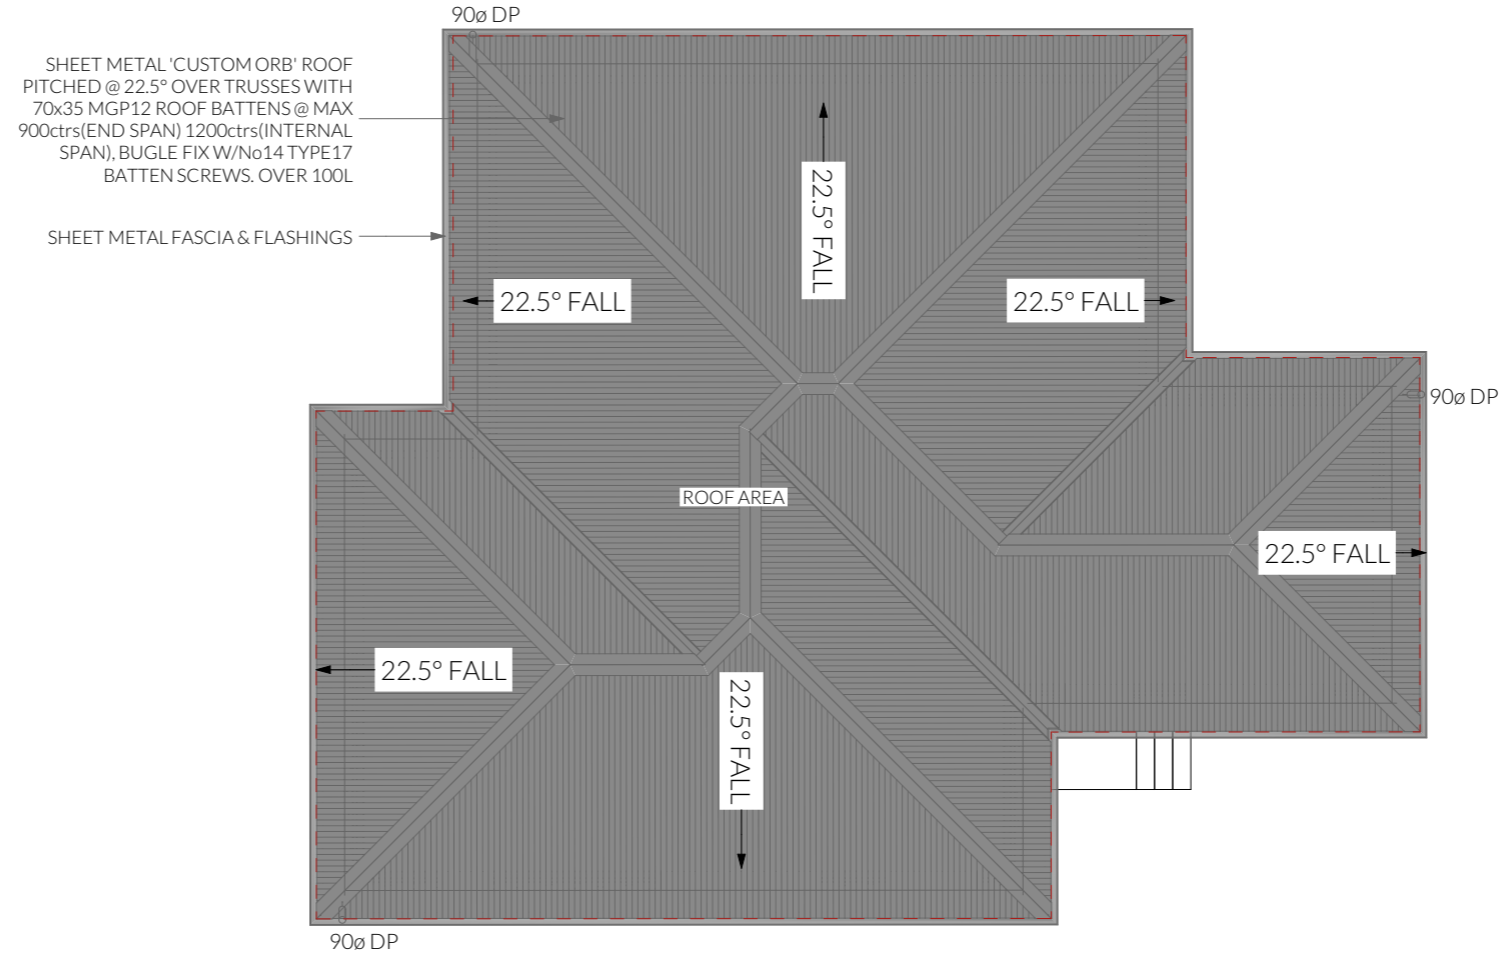 90ø DP
SHEET METAL 'CUSTOM ORB' ROOF
PITCHED @ 22.5° OVER TRUSSES WITH
70x35 MGP12 ROOF BATTENS @ MAX
900ctrs(END SPAN) 1200ctrs(INTERNAL
SPAN), BUGLE FIX W/No14 TYPE17
BATTEN SCREWS. OVER 100L
SHEET METAL FASCIA & FLASHINGS
22.5° FALL
22.5° FALL
22.5° FALL
90ø DP
ROOF AREA
22.5° FALL
22.5° FALL
22.5° FALL
90ø DP